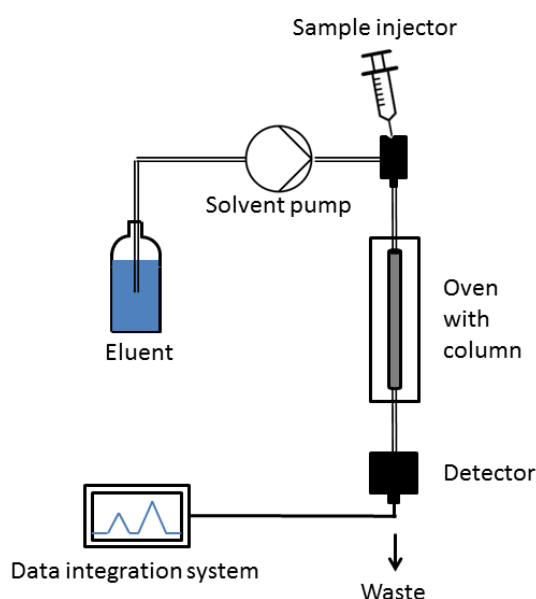 Sample injector
Solvent pump
Eluent
Oven
with
column
Detector
Data integration system
Waste